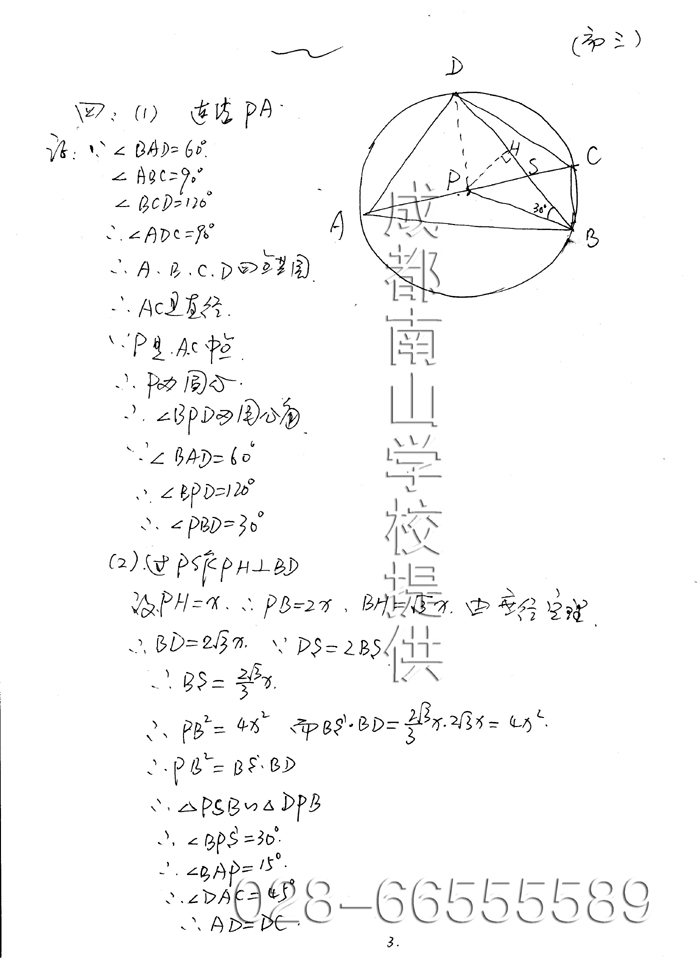 (初三)
四：(1) 连结PA.
证：∵∠BAD=60°.
∠ABC=90°
∠BCD=120°
∴∠ADC=90°
∴A.B.C.D四点共圆.
∴AC是直径.
∵P是.AC中点
∴P为圆心.
∴∠BPD为圆心角.
∵∠BAD=60°
∴∠BPD=120°
∴∠PBD=30°
(2).过P作PH⊥BD
设PH=x.∴PB=2x.BH=√3x.由垂径定理.
∴BD=2√3x. ∵DS=2BS.
∴BS=2√3/3x.
∴PB²=4x² 而BS·BD=2√3/3x·2√3x=4x².
∴PB²=BS·BD
∴△PSB∽△DPB
∴∠BPS=30°.
∴∠BAP=15°.
∴∠DAC=45°
∴AD=DC.
D
H
C
S
P
30°
A
B
成都南山学校提供
028-66555589
3.